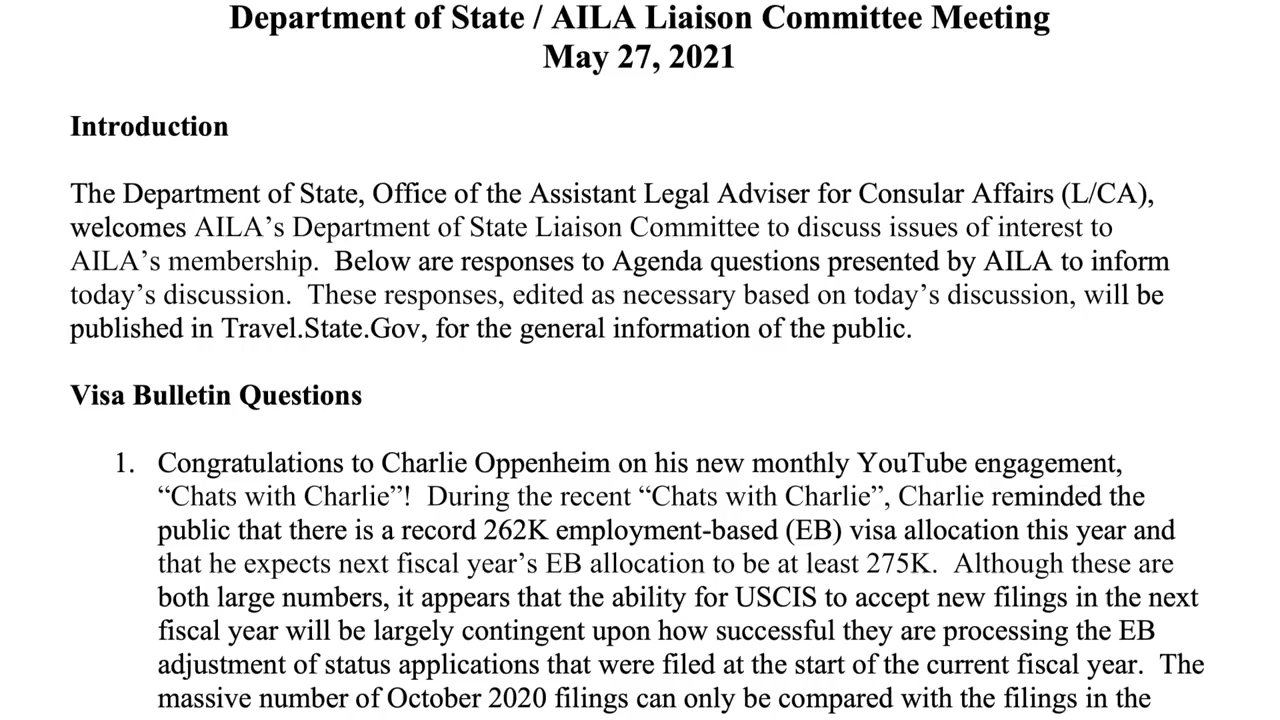 Department of State / AILA Liaison Committee Meeting
May 27, 2021
Introduction
The Department of State, Office of the Assistant Legal Adviser for Consular Affairs (L/CA),
welcomes AILA’s Department of State Liaison Committee to discuss issues of interest to
AILA’s membership.  Below are responses to Agenda questions presented by AILA to inform
today’s discussion.  These responses, edited as necessary based on today’s discussion, will be
published in Travel.State.Gov, for the general information of the public.
Visa Bulletin Questions
1. Congratulations to Charlie Oppenheim on his new monthly YouTube engagement,
“Chats with Charlie”!  During the recent “Chats with Charlie”, Charlie reminded the
public that there is a record 262K employment-based (EB) visa allocation this year and
that he expects next fiscal year’s EB allocation to be at least 275K.  Although these are
both large numbers, it appears that the ability for USCIS to accept new filings in the next
fiscal year will be largely contingent upon how successful they are processing the EB
adjustment of status applications that were filed at the start of the current fiscal year.  The
massive number of October 2020 filings can only be compared with the filings in the